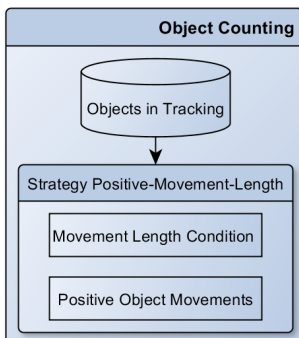 Object Counting
Objects in Tracking
Strategy Positive-Movement-Length
Movement Length Condition
Positive Object Movements